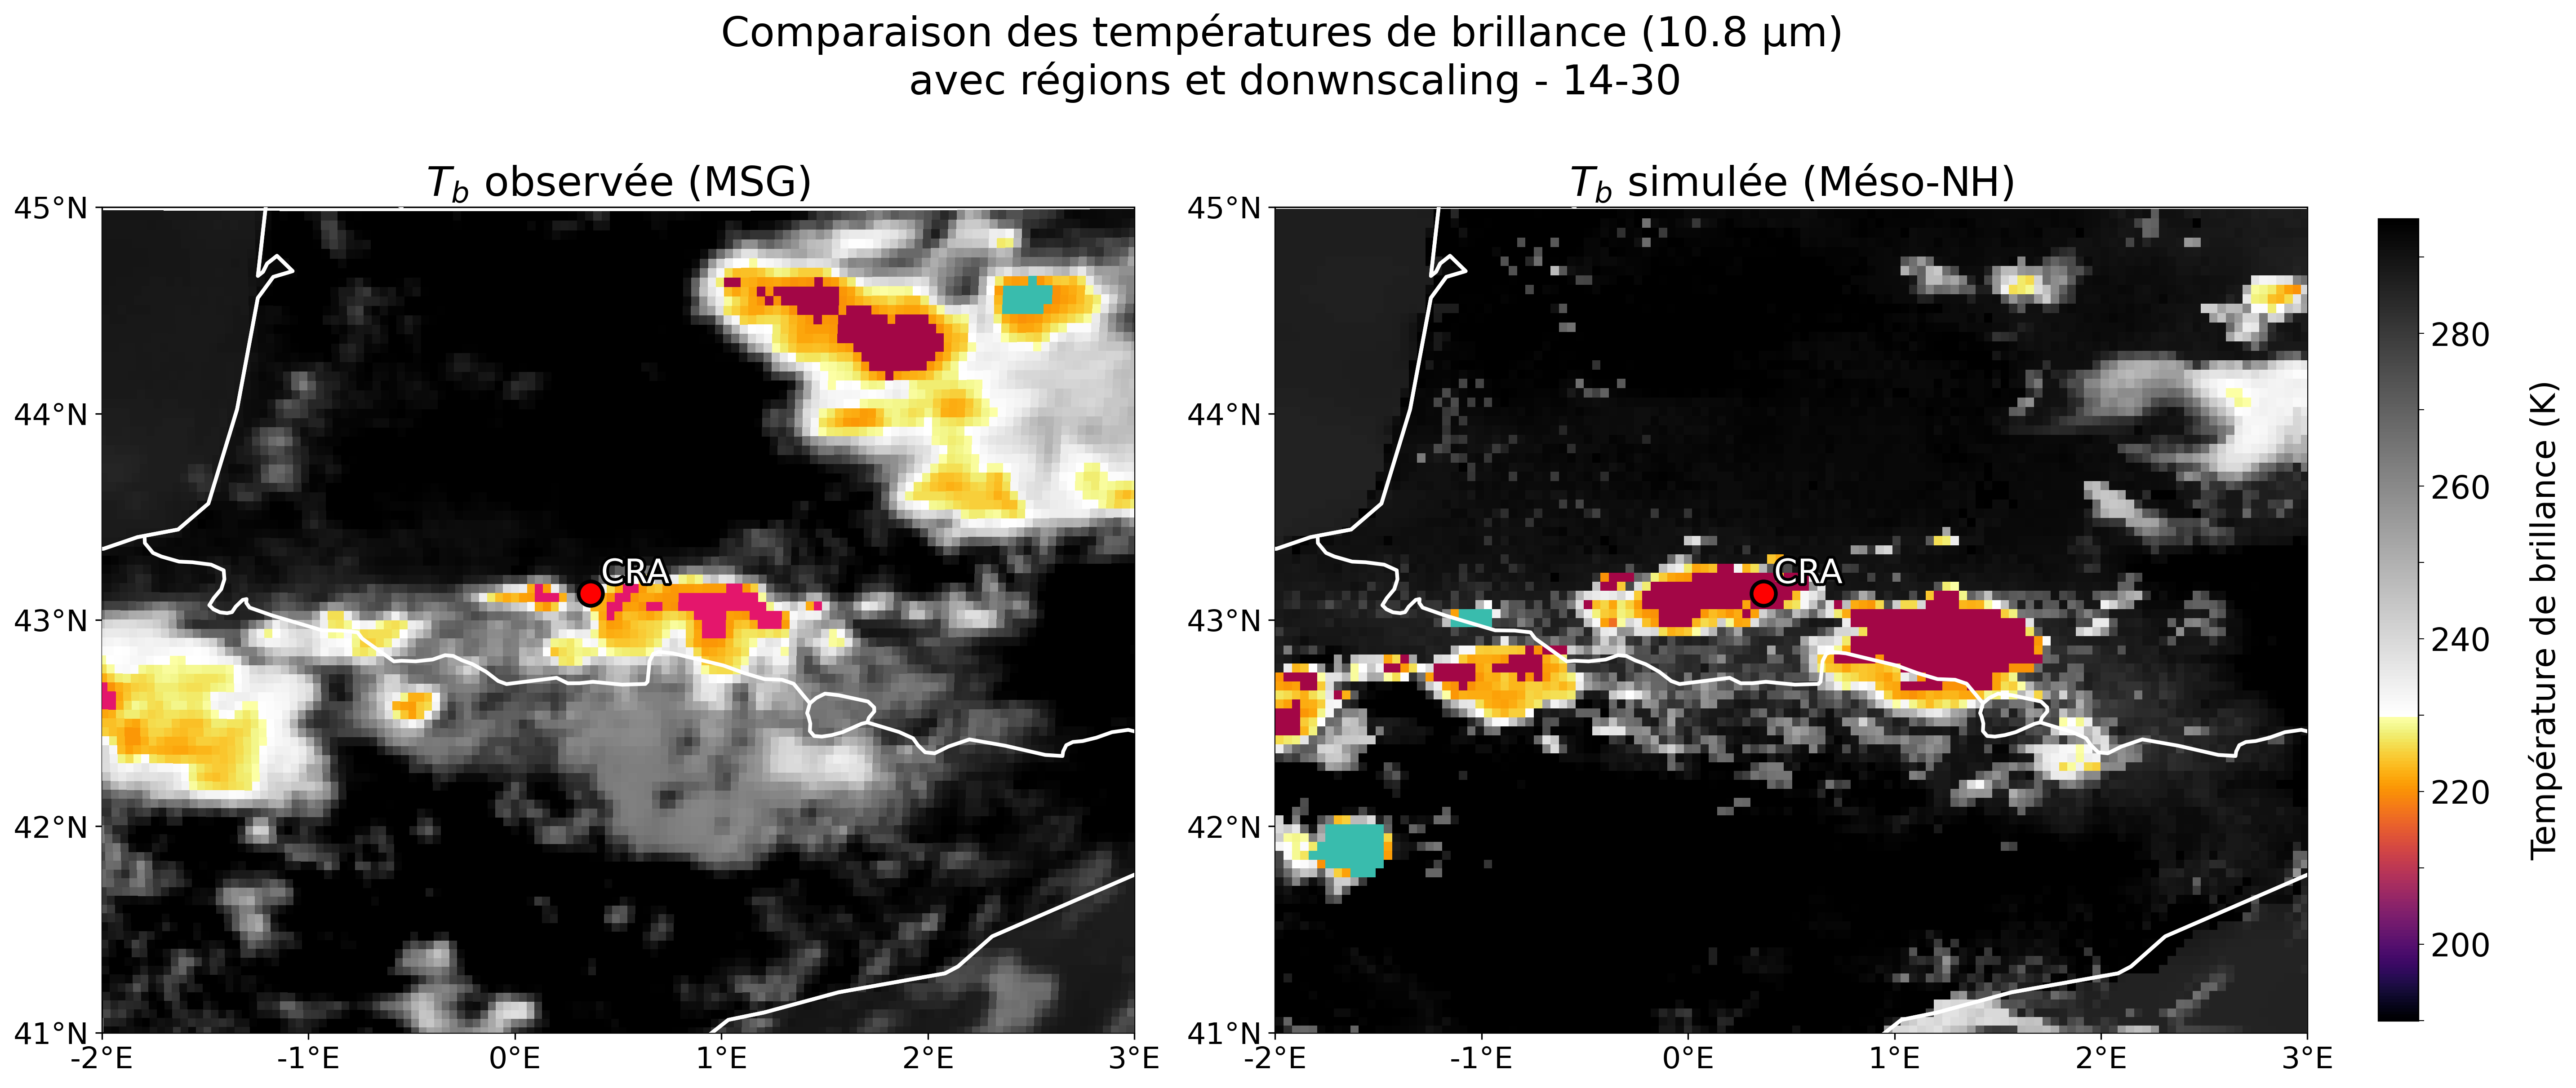 Comparaison des températures de brillance (10.8 µm)
avec régions et donwnscaling - 14-30
T_b observée (MSG)
45°N
44°N
43°N
42°N
41°N
-2°E
-1°E
0°E
1°E
2°E
3°E
CRA
T_b simulée (Méso-NH)
45°N
44°N
43°N
42°N
41°N
-2°E
-1°E
0°E
1°E
2°E
3°E
CRA
280
260
240
220
200
Température de brillance (K)